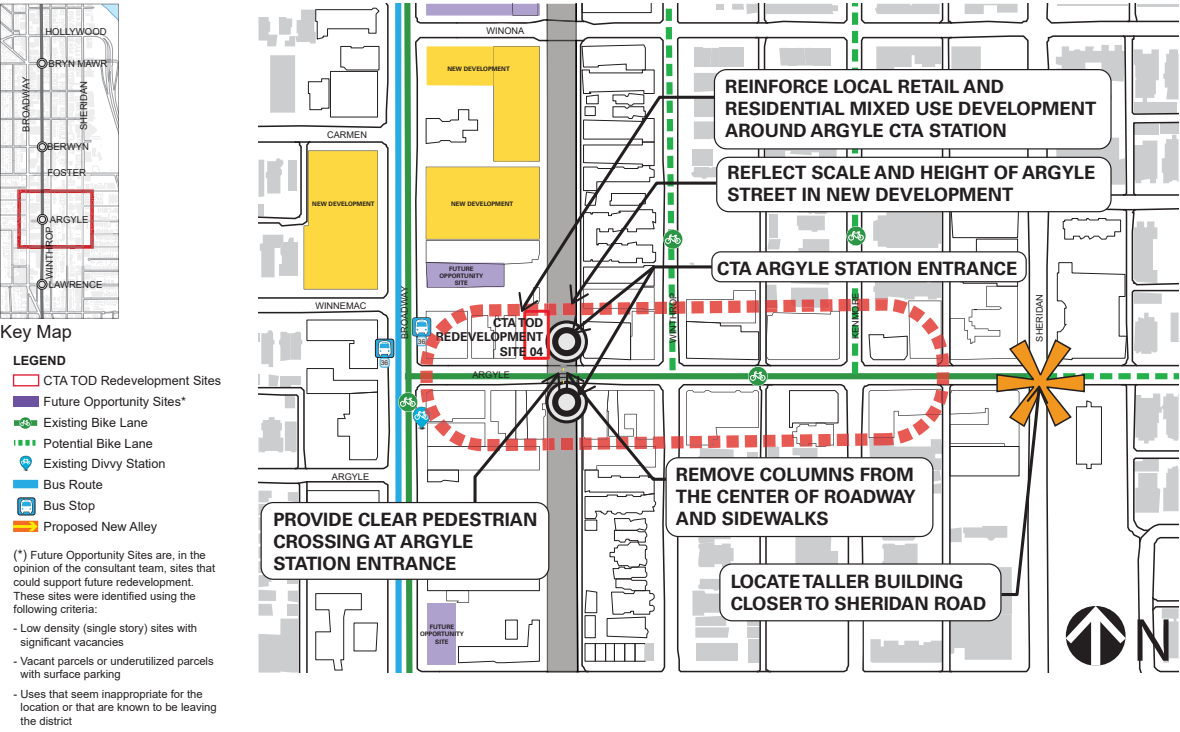 HOLLYWOOD
BRYN MAWR
BROADWAY
SHERIDAN
BERWYN
FOSTER
ARGYLE
WINTHROP
LAWRENCE
Key Map
LEGEND
CTA TOD Redevelopment Sites
Future Opportunity Sites*
Existing Bike Lane
Potential Bike Lane
Existing Divvy Station
Bus Route
Bus Stop
Proposed New Alley
(*) Future Opportunity Sites are, in the
opinion of the consultant team, sites that
could support future redevelopment.
These sites were identified using the
following criteria:
- Low density (single story) sites with
significant vacancies
- Vacant parcels or underutilized parcels
with surface parking
- Uses that seem inappropriate for the
location or that are known to be leaving
the district
WINONA
NEW DEVELOPMENT
CARMEN
NEW DEVELOPMENT
NEW DEVELOPMENT
FUTURE
OPPORTUNITY
SITE
WINNEMAC
BROADWAY
36
36
CTA TOD
REDEVELOPMENT
SITE 04
ARGYLE
WINTHROP
KENMORE
SHERIDAN
ARGYLE
FUTURE
OPPORTUNITY
SITE
REINFORCE LOCAL RETAIL AND
RESIDENTIAL MIXED USE DEVELOPMENT
AROUND ARGYLE CTA STATION
REFLECT SCALE AND HEIGHT OF ARGYLE
STREET IN NEW DEVELOPMENT
CTA ARGYLE STATION ENTRANCE
REMOVE COLUMNS FROM
THE CENTER OF ROADWAY
AND SIDEWALKS
PROVIDE CLEAR PEDESTRIAN
CROSSING AT ARGYLE
STATION ENTRANCE
LOCATE TALLER BUILDING
CLOSER TO SHERIDAN ROAD
N